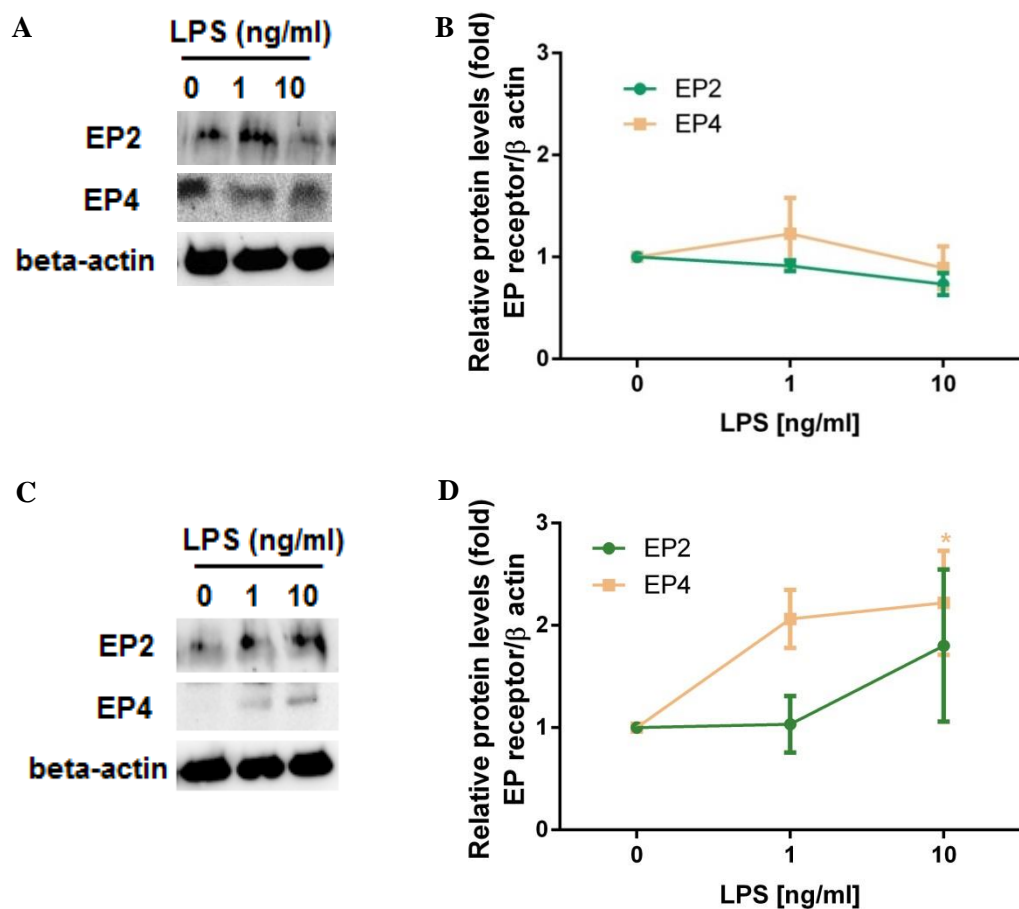 A
LPS (ng/ml)
0 1 10
EP2
EP4
beta-actin
B
Relative protein levels (fold)
EP receptor/β actin
3
2
1
0
EP2
EP4
0 1 10
LPS [ng/ml]
C
LPS (ng/ml)
0 1 10
EP2
EP4
beta-actin
D
Relative protein levels (fold)
EP receptor/β actin
3
2
1
0
EP2
EP4
*
0 1 10
LPS [ng/ml]